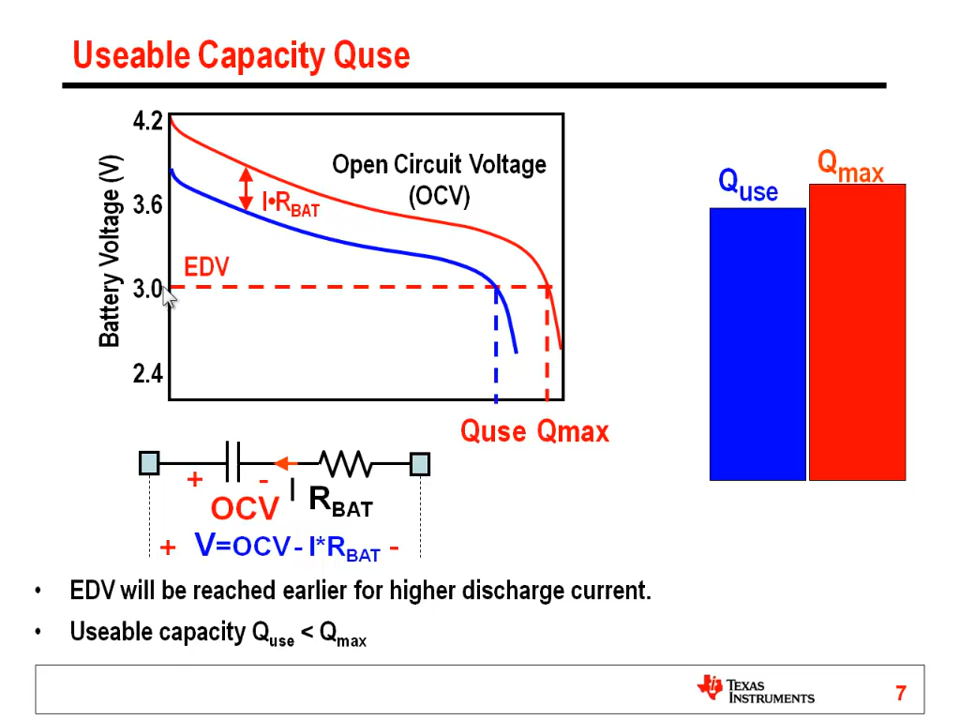 Useable Capacity Quse
4.2
3.6
3.0
2.4
Battery Voltage (V)
Open Circuit Voltage
(OCV)
I•RBAT
EDV
Quse Qmax
Quse
Qmax
+ -
OCV
I
RBAT
+ V=OCV - I*RBAT -
• EDV will be reached earlier for higher discharge current.
• Useable capacity Quse < Qmax
TEXAS
INSTRUMENTS
7